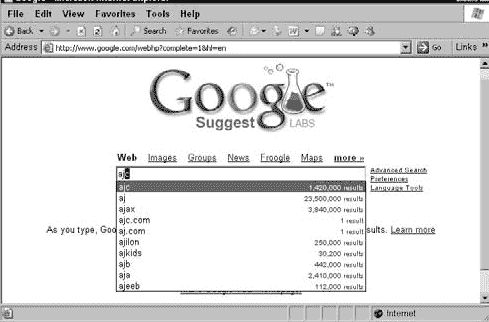 File Edit View Favorites Tools Help
Back Search Favorites
Address http://www.google.com/webhp?complete=1&hl=en Go Links »
Google™
Suggest LABS
Web Images Groups News Froogle Maps more »
ajc
Advanced Search
Preferences
Language Tools
ajc 1,420,000 results
aj 23,500,000 results
ajax 3,840,000 results
ajc.com 1 result
aj.com 1 result
As you type, Goo sults. Learn more
ajilon 250,000 results
ajkids 30,200 results
ajb 442,000 results
aja 2,410,000 results
ajeeb 112,000 results
Internet